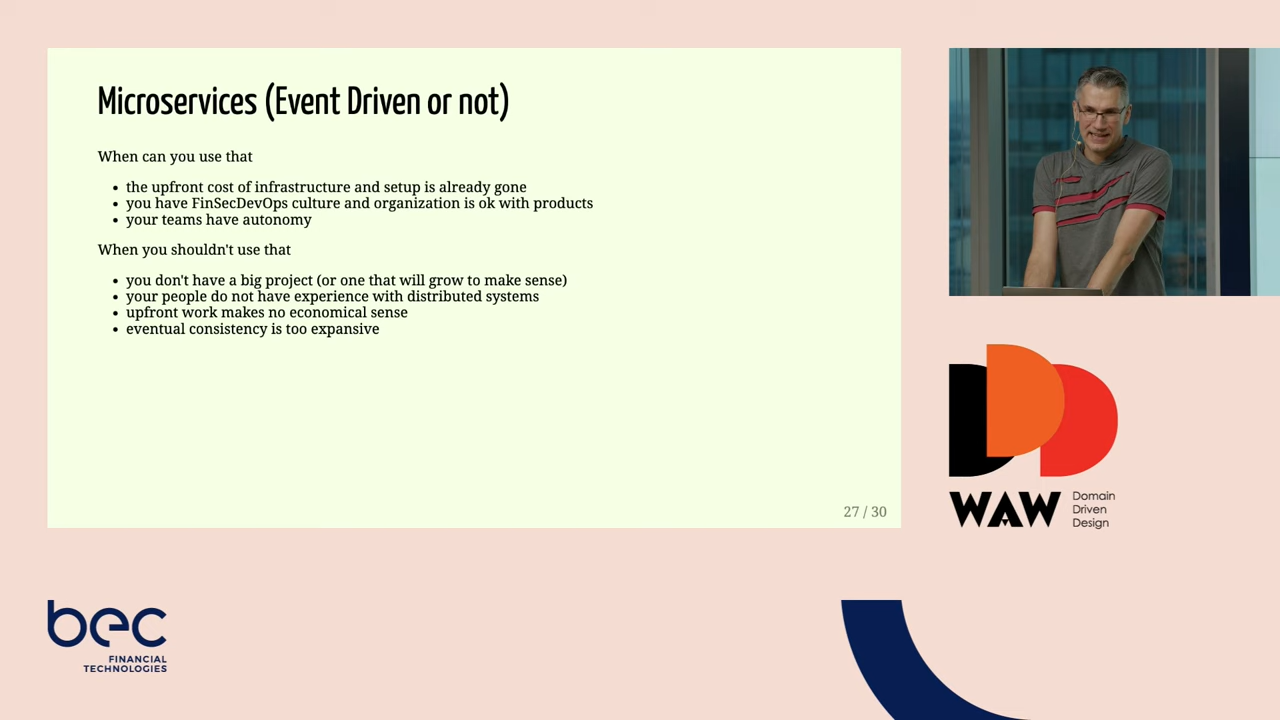 Microservices (Event Driven or not)
When can you use that
• the upfront cost of infrastructure and setup is already gone
• you have FinSecDevOps culture and organization is ok with products
• your teams have autonomy
When you shouldn't use that
• you don't have a big project (or one that will grow to make sense)
• your people do not have experience with distributed systems
• upfront work makes no economical sense
• eventual consistency is too expansive
27 / 30
DDD
WAW
Domain
Driven
Design
bec
FINANCIAL
TECHNOLOGIES